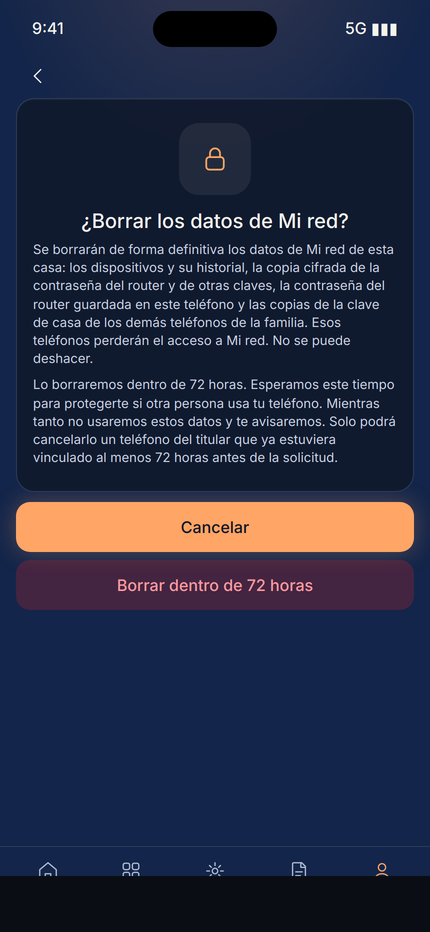 9:41
5G
¿Borrar los datos de Mi red?
Se borrarán de forma definitiva los datos de Mi red de esta
casa: los dispositivos y su historial, la copia cifrada de la
contraseña del router y de otras claves, la contraseña del
router guardada en este teléfono y las copias de la clave
de casa de los demás teléfonos de la familia. Esos
teléfonos perderán el acceso a Mi red. No se puede
deshacer.
Lo borraremos dentro de 72 horas. Esperamos este tiempo
para protegerte si otra persona usa tu teléfono. Mientras
tanto no usaremos estos datos y te avisaremos. Solo podrá
cancelarlo un teléfono del titular que ya estuviera
vinculado al menos 72 horas antes de la solicitud.
Cancelar
Borrar dentro de 72 horas